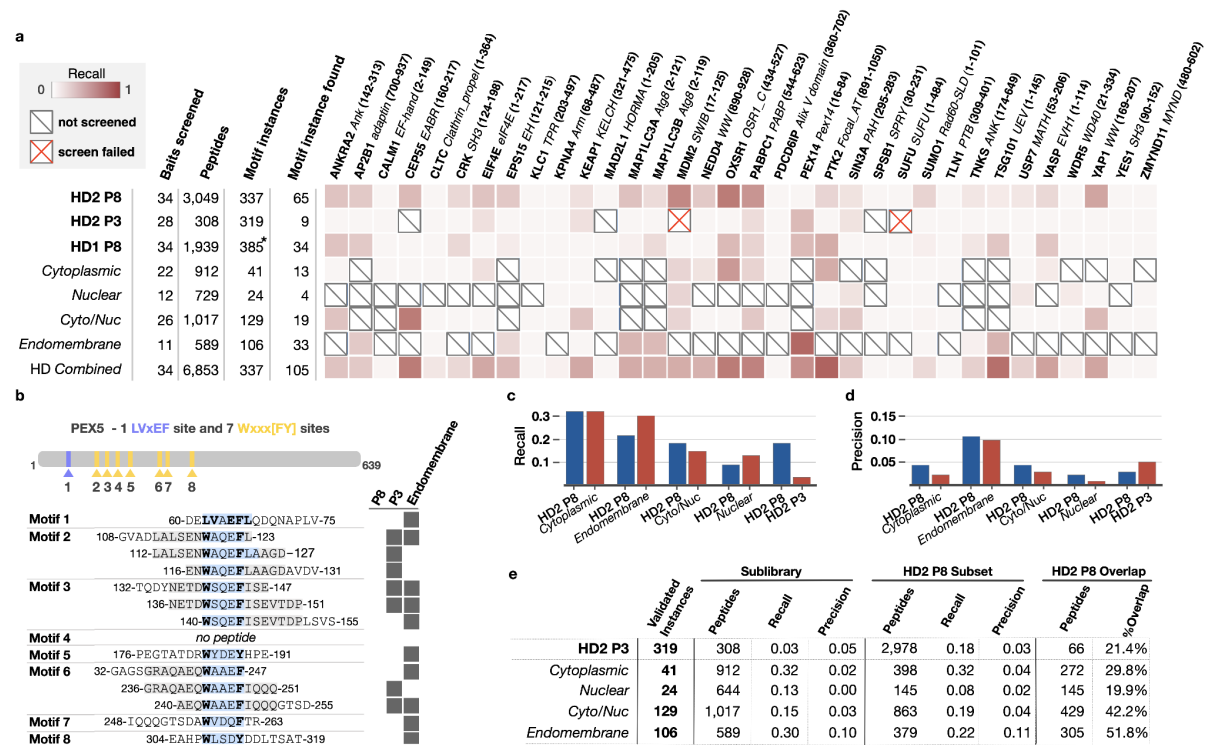 a
Recall
0 1
not screened
screen failed
Baits screened
Peptides
Motif instances
Motif instance found
ANKRA2 Ank (142-313)
AP2B1 adaptin (700-937)
CALM1 EF-hand (2-149)
CEP55 EABR (160-217)
CLTC Clathrin_propel (1-364)
CRK SH3 (124-198)
EIF4E eIF4E (1-217)
EPS15 EH (121-215)
KLC1 TPR (203-497)
KPNA4 Arm (68-487)
KEAP1 KELCH (321-475)
MAD2L1 HORMA (1-205)
MAP1LC3A Atg8 (2-121)
MAP1LC3B Atg8 (2-119)
MDM2 SWIB (17-125)
NEDD4 WW (890-928)
OXSR1 OSR1_C (434-527)
PABPC1 PABP (544-623)
PDCD6IP Alix V domain (360-702)
PEX14 Pex14 (16-84)
PTK2 Focal_AT (891-1050)
SIN3A PAH (295-283)
SPSB1 SPRY (30-231)
SUFU SUFU (1-484)
SUMO1 Rad60-SLD (1-101)
TLN1 PTB (309-401)
TNKS ANK (174-649)
TSG101 UEV (1-145)
USP7 MATH (53-206)
VASP EVH1 (1-114)
WDR5 WD40 (21-334)
YAP1 WW (169-207)
YES1 SH3 (90-152)
ZMYND11 MYND (480-602)
HD2 P8 34 3,049 337 65
HD2 P3 28 308 319 9
HD1 P8 34 1,939 385* 34
Cytoplasmic 22 912 41 13
Nuclear 12 729 24 4
Cyto/Nuc 26 1,017 129 19
Endomembrane 11 589 106 33
HD Combined 34 6,853 337 105
b
PEX5 - 1 LVxEF site and 7 Wxxx[FY] sites
1 639
1 2 3 4 5 6 7 8
P8 P3 Endomembrane
Motif 1 60-DELVAEFLQDQNAPLV-75
Motif 2 108-GVADLALSENWAQEFL-123
112-LALSENWAQEFLAAGD-127
116-ENWAQEFLAAGDAVDV-131
Motif 3 132-TQDYNETDWSQEFISE-147
136-NETDWSQEFISEVTDP-151
140-WSQEFISEVTDPLSVS-155
Motif 4 no peptide
Motif 5 176-PEGTATDRWYDEYHPE-191
Motif 6 32-GAGSGRAQAEQWAAEF-247
236-GRAQAEQWAAEFIQQQ-251
240-AEQWAAEFIQQQGTSD-255
Motif 7 248-IQQQGTSDAWVDQFTR-263
Motif 8 304-EAHPWLSDYDDLTSAT-319
c
Recall
0.3
0.2
0.1
HD2 P8
Cytoplasmic
HD2 P8
Endomembrane
HD2 P8
Cyto/Nuc
HD2 P8
Nuclear
HD2 P8
HD2 P3
d
Precision
0.15
0.10
0.05
HD2 P8
Cytoplasmic
HD2 P8
Endomembrane
HD2 P8
Cyto/Nuc
HD2 P8
Nuclear
HD2 P8
HD2 P3
e
Sublibrary HD2 P8 Subset HD2 P8 Overlap
Validated Instances Peptides Recall Precision Peptides Recall Precision Peptides %Overlap
HD2 P3 319 308 0.03 0.05 2,978 0.18 0.03 66 21.4%
Cytoplasmic 41 912 0.32 0.02 398 0.32 0.04 272 29.8%
Nuclear 24 644 0.13 0.00 145 0.08 0.02 145 19.9%
Cyto/Nuc 129 1,017 0.15 0.03 863 0.19 0.04 429 42.2%
Endomembrane 106 589 0.30 0.10 379 0.22 0.11 305 51.8%